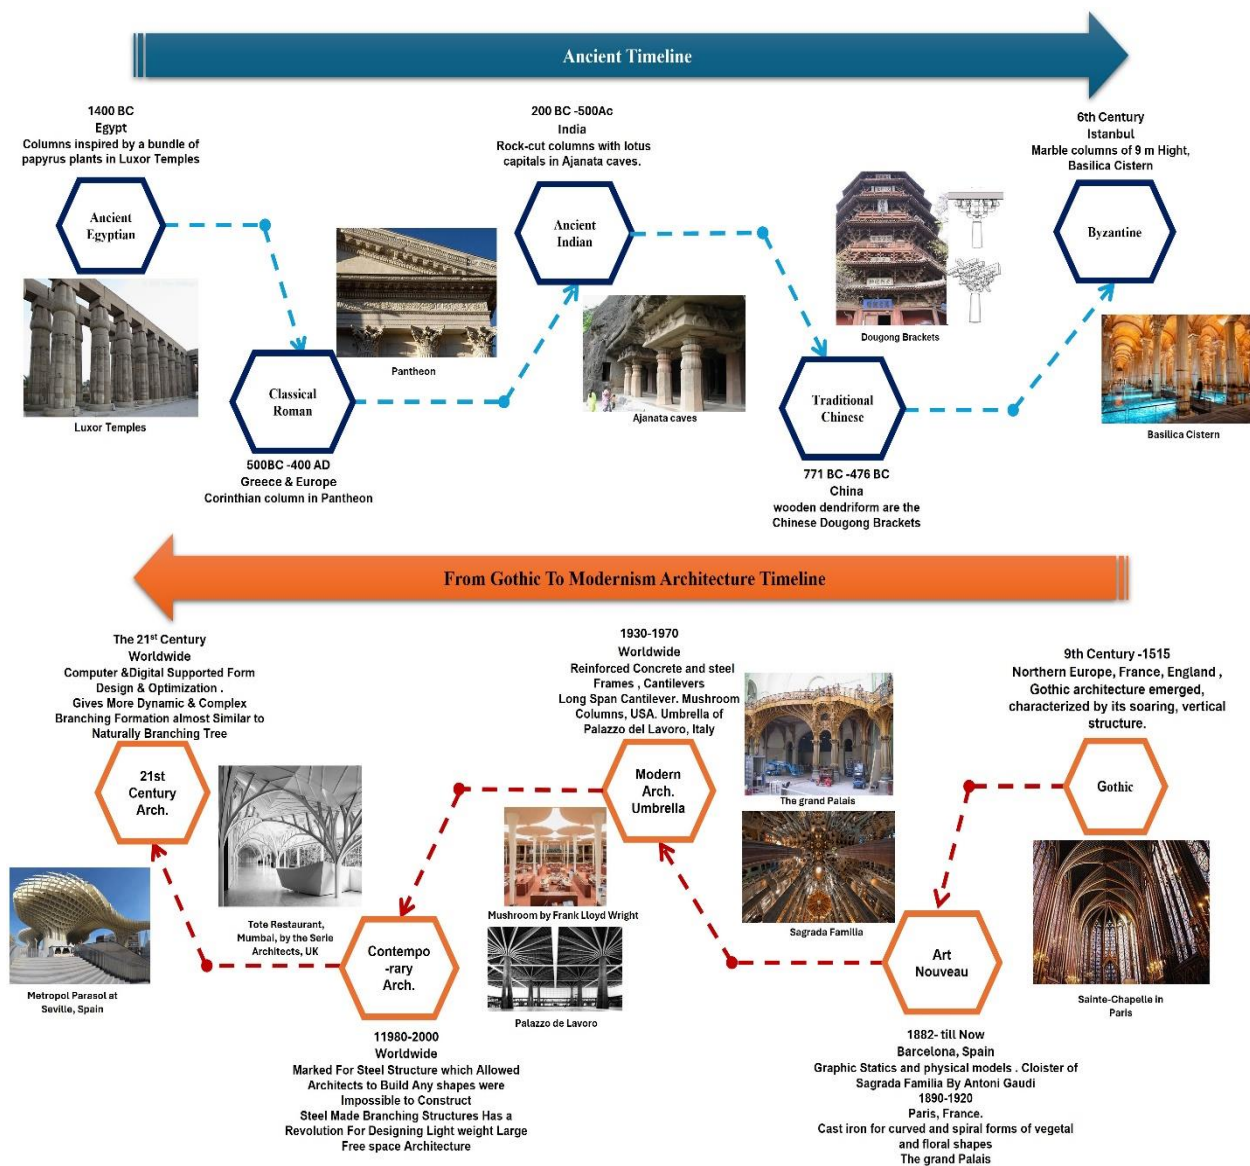 Ancient Timeline
1400 BC
Egypt
Columns inspired by a bundle of
papyrus plants in Luxor Temples
Ancient
Egyptian
Luxor Temples
Classical
Roman
500BC -400 AD
Greece & Europe
Corinthian column in Pantheon
Pantheon
200 BC -500Ac
India
Rock-cut columns with lotus
capitals in Ajanata caves.
Ancient
Indian
Ajanata caves
Dougong Brackets
Traditional
Chinese
771 BC -476 BC
China
wooden dendriform are the
Chinese Dougong Brackets
6th Century
Istanbul
Marble columns of 9 m Hight,
Basilica Cistern
Byzantine
Basilica Cistern
From Gothic To Modernism Architecture Timeline
9th Century -1515
Northern Europe, France, England ,
Gothic architecture emerged,
characterized by its soaring, vertical
structure.
Gothic
Sainte-Chapelle in
Paris
Art
Nouveau
1882- till Now
Barcelona, Spain
Graphic Statics and physical models . Cloister of
Sagrada Familia By Antoni Gaudi
1890-1920
Paris, France.
Cast iron for curved and spiral forms of vegetal
and floral shapes
The grand Palais
The grand Palais
Sagrada Familia
1930-1970
Worldwide
Reinforced Concrete and steel
Frames , Cantilevers
Long Span Cantilever. Mushroom
Columns, USA. Umbrella of
Palazzo del Lavoro, Italy
Modern
Arch.
Umbrella
Mushroom by Frank Lloyd Wright
Palazzo de Lavoro
Contempo
-rary
Arch.
11980-2000
Worldwide
Marked For Steel Structure which Allowed
Architects to Build Any shapes were
Impossible to Construct
Steel Made Branching Structures Has a
Revolution For Designing Light weight Large
Free space Architecture
Tote Restaurant,
Mumbai, by the Serie
Architects, UK
The 21st Century
Worldwide
Computer &Digital Supported Form
Design & Optimization .
Gives More Dynamic & Complex
Branching Formation almost Similar to
Naturally Branching Tree
21st
Century
Arch.
Metropol Parasol at
Seville, Spain